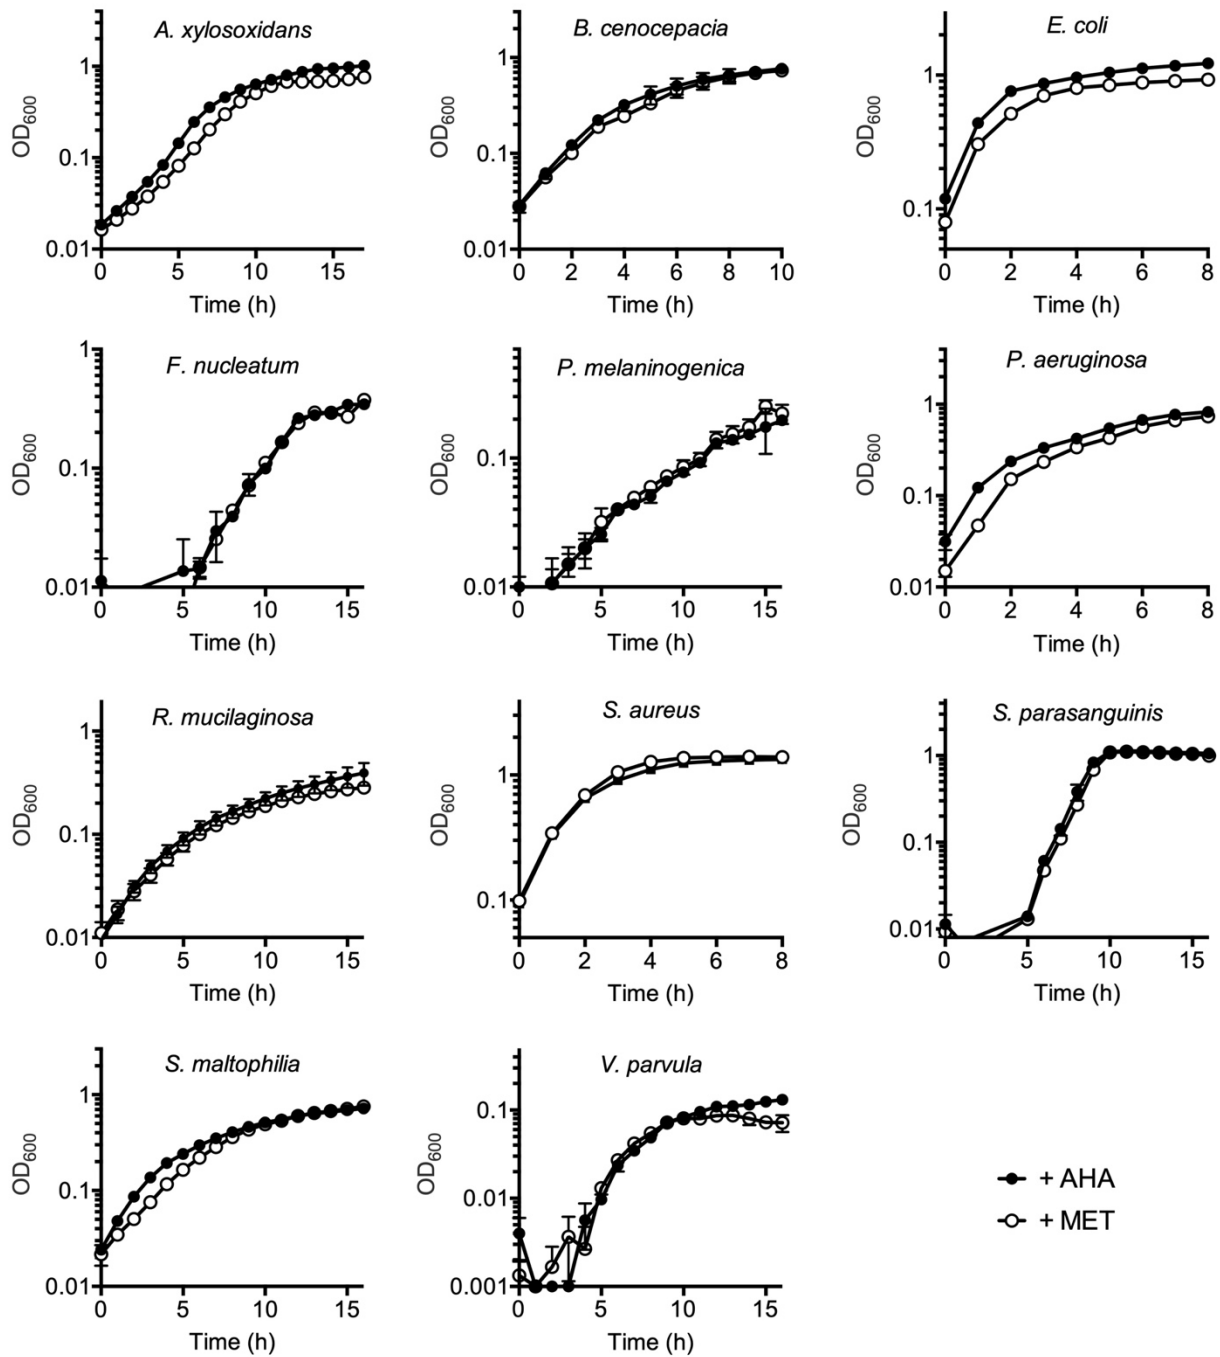 A. xylosoxidans
1
0.1
0.01
OD600
0 5 10 15
Time (h)
B. cenocepacia
1
0.1
0.01
OD600
0 2 4 6 8 10
Time (h)
E. coli
1
0.1
OD600
0 2 4 6 8
Time (h)
F. nucleatum
1
0.1
0.01
OD600
0 5 10 15
Time (h)
P. melaninogenica
0.1
0.01
OD600
0 5 10 15
Time (h)
P. aeruginosa
1
0.1
0.01
OD600
0 2 4 6 8
Time (h)
R. mucilaginosa
1
0.1
0.01
OD600
0 5 10 15
Time (h)
S. aureus
1
0.1
OD600
0 2 4 6 8
Time (h)
S. parasanguinis
1
0.1
0.01
OD600
0 5 10 15
Time (h)
S. maltophilia
1
0.1
0.01
OD600
0 5 10 15
Time (h)
V. parvula
0.1
0.01
0.001
OD600
0 5 10 15
Time (h)
+ AHA
+ MET